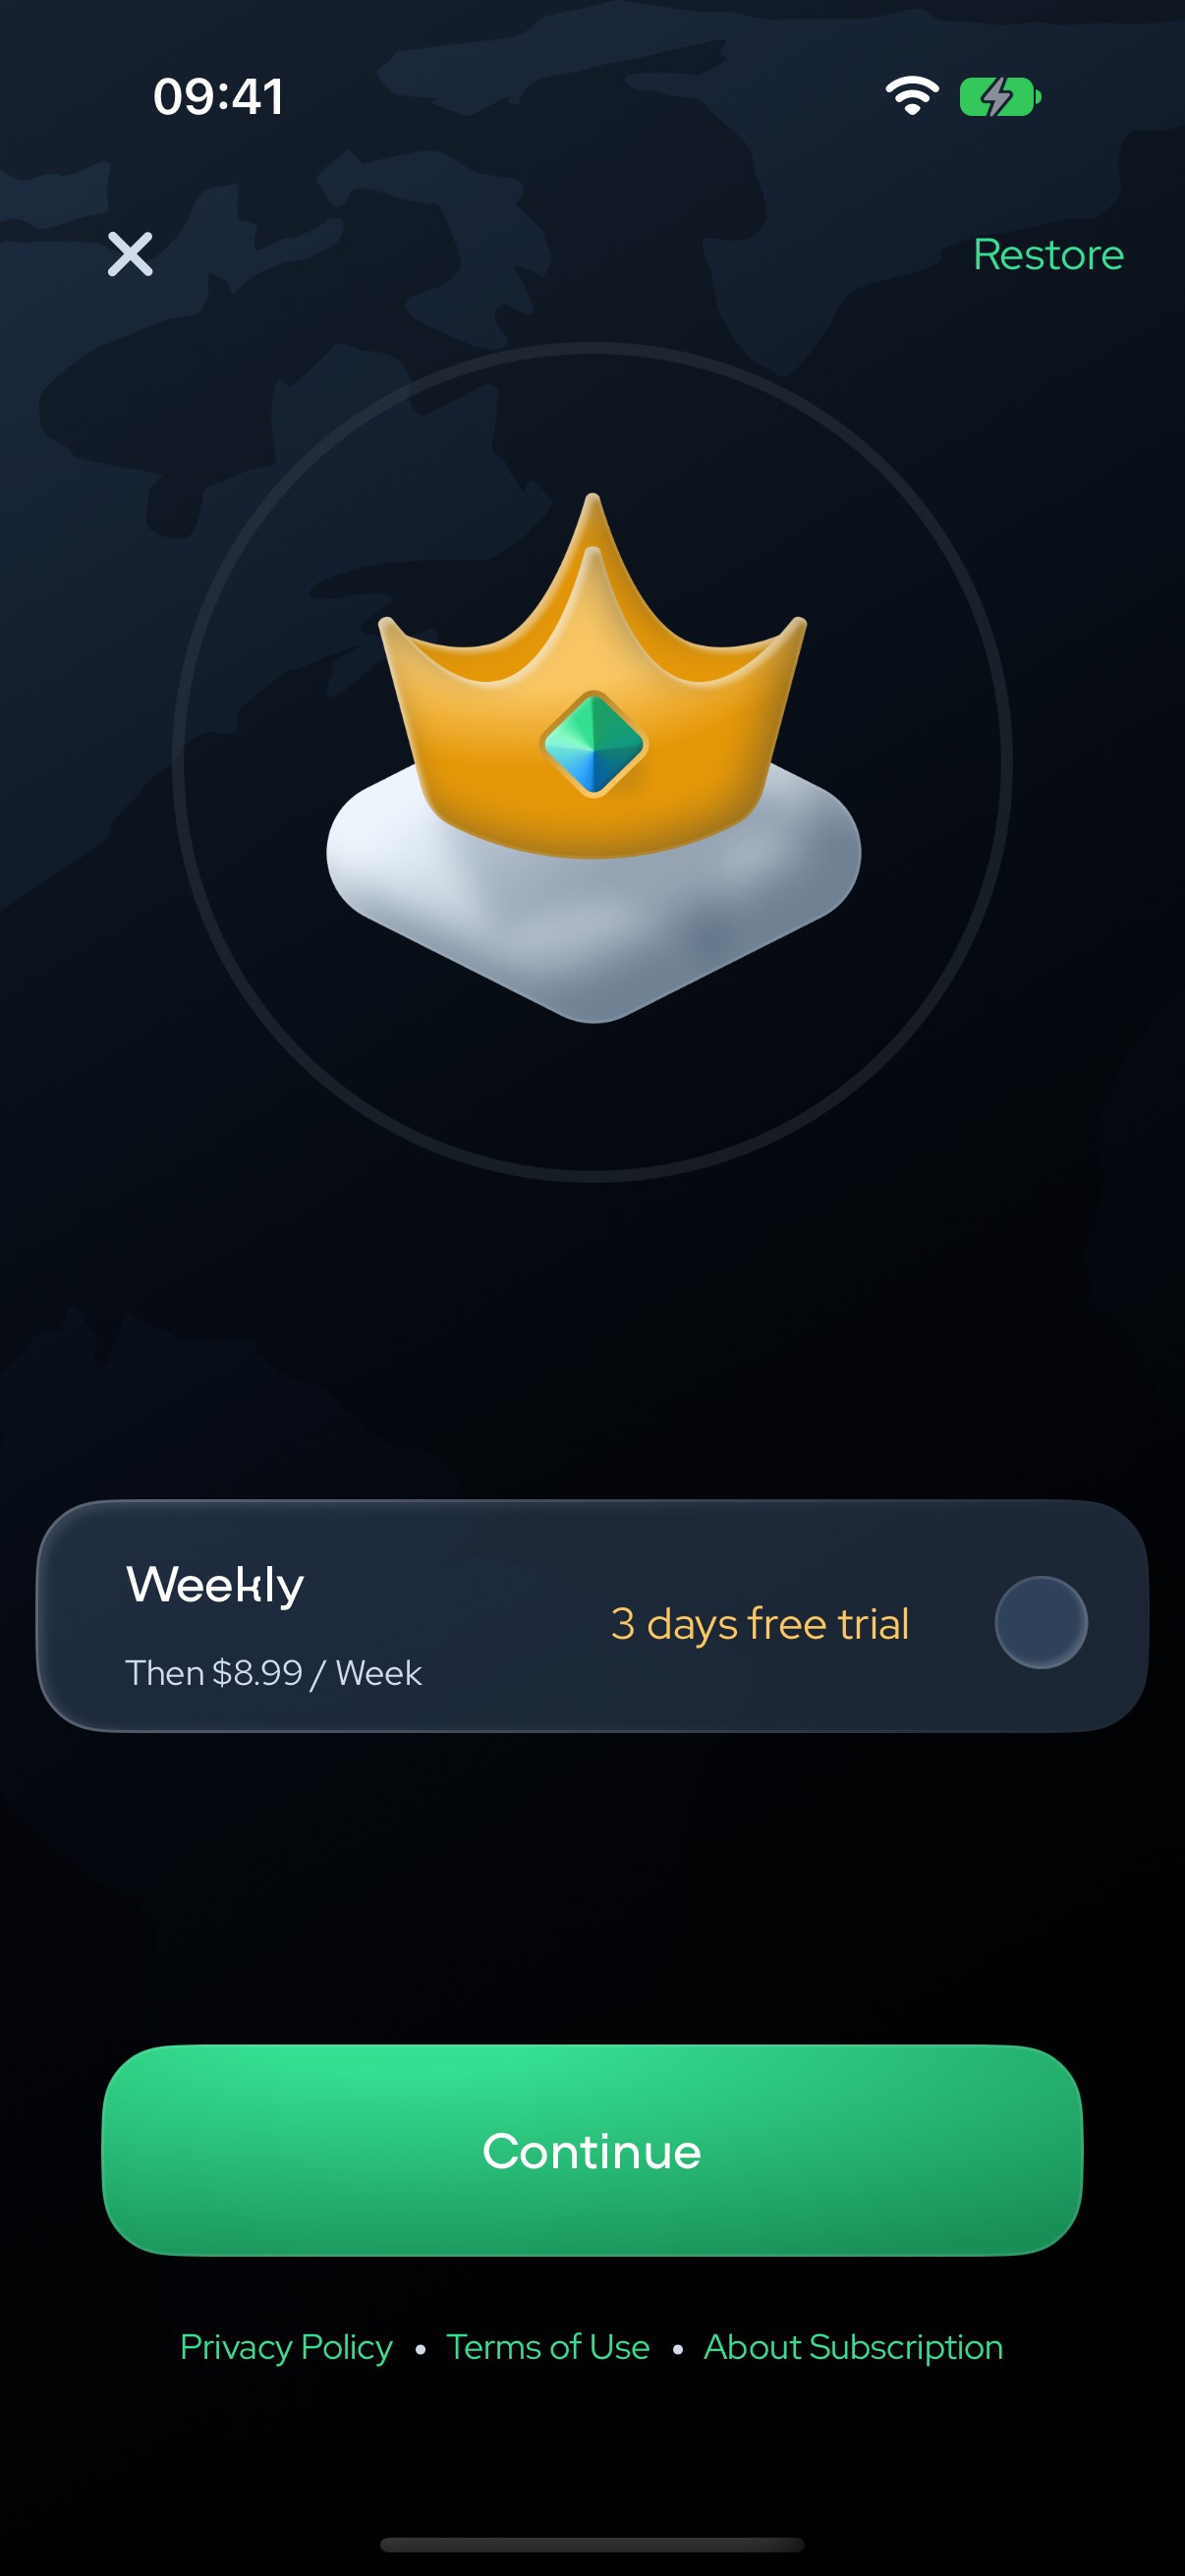 09:41
Restore
Weekly
3 days free trial
Then $8.99 / Week
Continue
Privacy Policy • Terms of Use • About Subscription